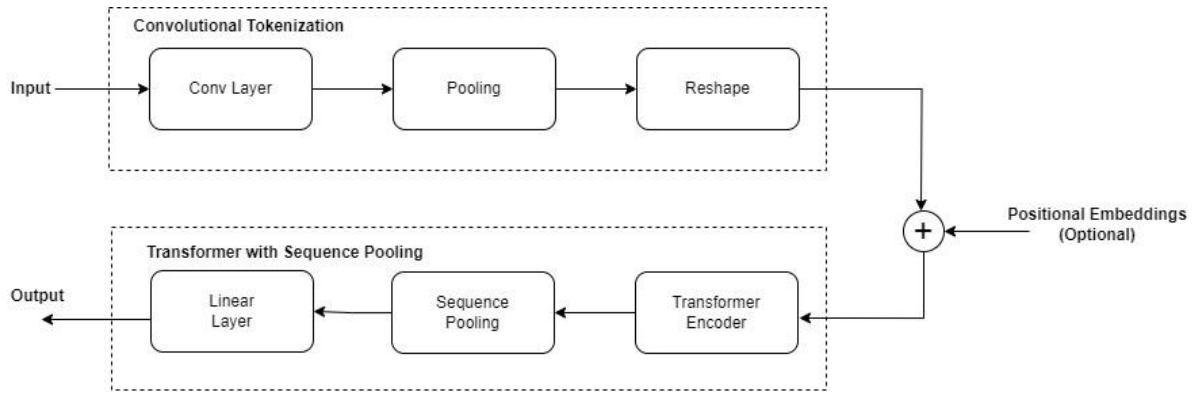 Convolutional Tokenization
Input
Conv Layer
Pooling
Reshape
Positional Embeddings
(Optional)
+
Transformer with Sequence Pooling
Output
Linear
Layer
Sequence
Pooling
Transformer
Encoder